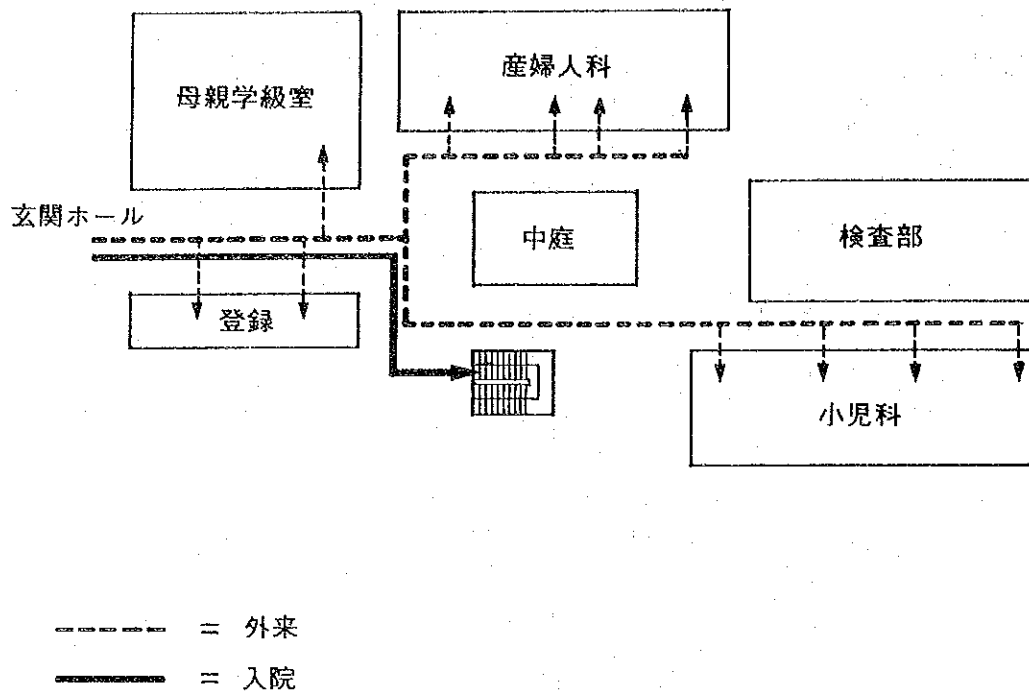 産婦人科
母親学級室
玄関ホール
中庭
検査部
登録
小児科
= 外来
= 入院